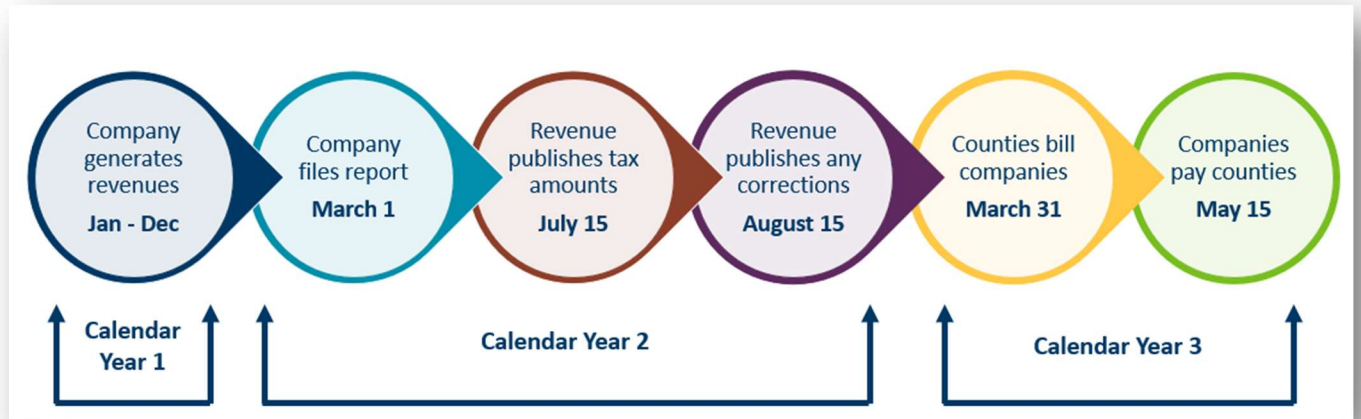 Company
generates
revenues
Jan - Dec
Company
files report
March 1
Revenue
publishes tax
amounts
July 15
Revenue
publishes any
corrections
August 15
Counties bill
companies
March 31
Companies
pay counties
May 15
Calendar
Year 1
Calendar Year 2
Calendar Year 3